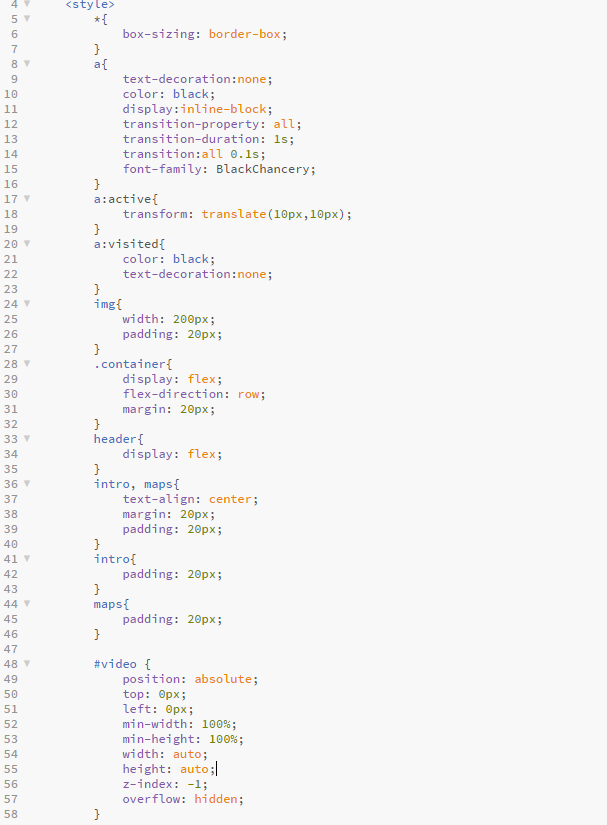 4 <style>
5 *{
6 box-sizing: border-box;
7 }
8 a{
9 text-decoration:none;
10 color: black;
11 display:inline-block;
12 transition-property: all;
13 transition-duration: 1s;
14 transition:all 0.1s;
15 font-family: BlackChancery;
16 }
17 a:active{
18 transform: translate(10px,10px);
19 }
20 a:visited{
21 color: black;
22 text-decoration:none;
23 }
24 img{
25 width: 200px;
26 padding: 20px;
27 }
28 .container{
29 display: flex;
30 flex-direction: row;
31 margin: 20px;
32 }
33 header{
34 display: flex;
35 }
36 intro, maps{
37 text-align: center;
38 margin: 20px;
39 padding: 20px;
40 }
41 intro{
42 padding: 20px;
43 }
44 maps{
45 padding: 20px;
46 }
47
48 #video {
49 position: absolute;
50 top: 0px;
51 left: 0px;
52 min-width: 100%;
53 min-height: 100%;
54 width: auto;
55 height: auto;
56 z-index: -1;
57 overflow: hidden;
58 }